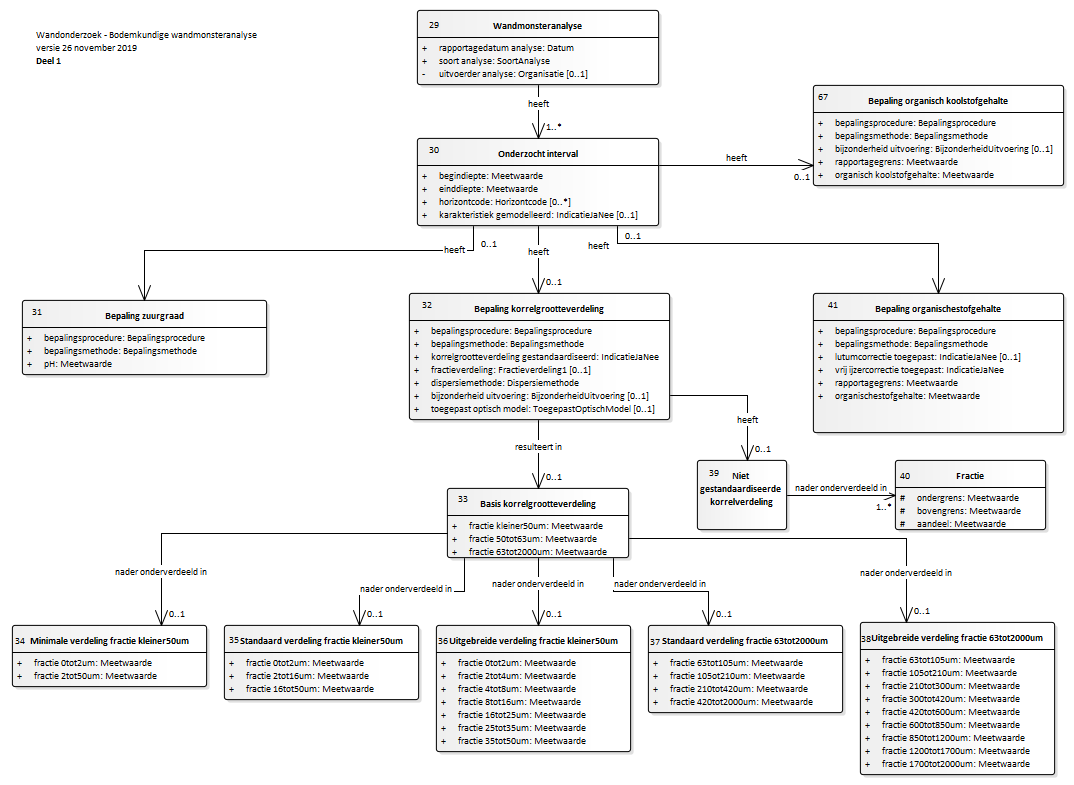 Wandonderzoek - Bodemkundige wandmonsteranalyse
versie 26 november 2019
Deel 1
29 Wandmonsteranalyse
+ rapportagedatum analyse: Datum
+ soort analyse: SoortAnalyse
- uitvoerder analyse: Organisatie [0..1]
heeft
1..*
30 Onderzocht interval
+ begindiepte: Meetwaarde
+ einddiepte: Meetwaarde
+ horizontcode: Horizontcode [0..*]
+ karakteristiek gemodelleerd: IndicatieJaNee [0..1]
heeft
0..1
67 Bepaling organisch koolstofgehalte
+ bepalingsprocedure: Bepalingsprocedure
+ bepalingsmethode: Bepalingsmethode
+ bijzonderheid uitvoering: BijzonderheidUitvoering [0..1]
+ rapportagegrens: Meetwaarde
+ organisch koolstofgehalte: Meetwaarde
heeft
0..1
heeft
0..1
heeft
0..1
31 Bepaling zuurgraad
+ bepalingsprocedure: Bepalingsprocedure
+ bepalingsmethode: Bepalingsmethode
+ pH: Meetwaarde
32 Bepaling korrelgrootteverdeling
+ bepalingsprocedure: Bepalingsprocedure
+ bepalingsmethode: Bepalingsmethode
+ korrelgrootteverdeling gestandaardiseerd: IndicatieJaNee
+ fractieverdeling: Fractieverdeling1 [0..1]
+ dispersiemethode: Dispersiemethode
+ bijzonderheid uitvoering: BijzonderheidUitvoering [0..1]
+ toegepast optisch model: ToegepastOptischModel [0..1]
41 Bepaling organischestofgehalte
+ bepalingsprocedure: Bepalingsprocedure
+ bepalingsmethode: Bepalingsmethode
+ lutumcorrectie toegepast: IndicatieJaNee [0..1]
+ vrij ijzercorrectie toegepast: IndicatieJaNee
+ rapportagegrens: Meetwaarde
+ organischestofgehalte: Meetwaarde
resulteert in
0..1
heeft
0..1
39 Niet
gestandaardiseerde
korrelverdeling
nader onderverdeeld in
1..*
40 Fractie
# ondergrens: Meetwaarde
# bovengrens: Meetwaarde
# aandeel: Meetwaarde
33 Basis korrelgrootteverdeling
+ fractie kleiner50um: Meetwaarde
+ fractie 50tot63um: Meetwaarde
+ fractie 63tot2000um: Meetwaarde
nader onderverdeeld in
0..1
nader onderverdeeld in
0..1
nader onderverdeeld in
0..1
nader onderverdeeld in
0..1
nader onderverdeeld in
0..1
34 Minimale verdeling fractie kleiner50um
+ fractie 0tot2um: Meetwaarde
+ fractie 2tot50um: Meetwaarde
35 Standaard verdeling fractie kleiner50um
+ fractie 0tot2um: Meetwaarde
+ fractie 2tot16um: Meetwaarde
+ fractie 16tot50um: Meetwaarde
36 Uitgebreide verdeling fractie kleiner50um
+ fractie 0tot2um: Meetwaarde
+ fractie 2tot4um: Meetwaarde
+ fractie 4tot8um: Meetwaarde
+ fractie 8tot16um: Meetwaarde
+ fractie 16tot25um: Meetwaarde
+ fractie 25tot35um: Meetwaarde
+ fractie 35tot50um: Meetwaarde
37 Standaard verdeling fractie 63tot2000um
+ fractie 63tot105um: Meetwaarde
+ fractie 105tot210um: Meetwaarde
+ fractie 210tot420um: Meetwaarde
+ fractie 420tot2000um: Meetwaarde
38 Uitgebreide verdeling fractie 63tot2000um
+ fractie 63tot105um: Meetwaarde
+ fractie 105tot210um: Meetwaarde
+ fractie 210tot300um: Meetwaarde
+ fractie 300tot420um: Meetwaarde
+ fractie 420tot600um: Meetwaarde
+ fractie 600tot850um: Meetwaarde
+ fractie 850tot1200um: Meetwaarde
+ fractie 1200tot1700um: Meetwaarde
+ fractie 1700tot2000um: Meetwaarde